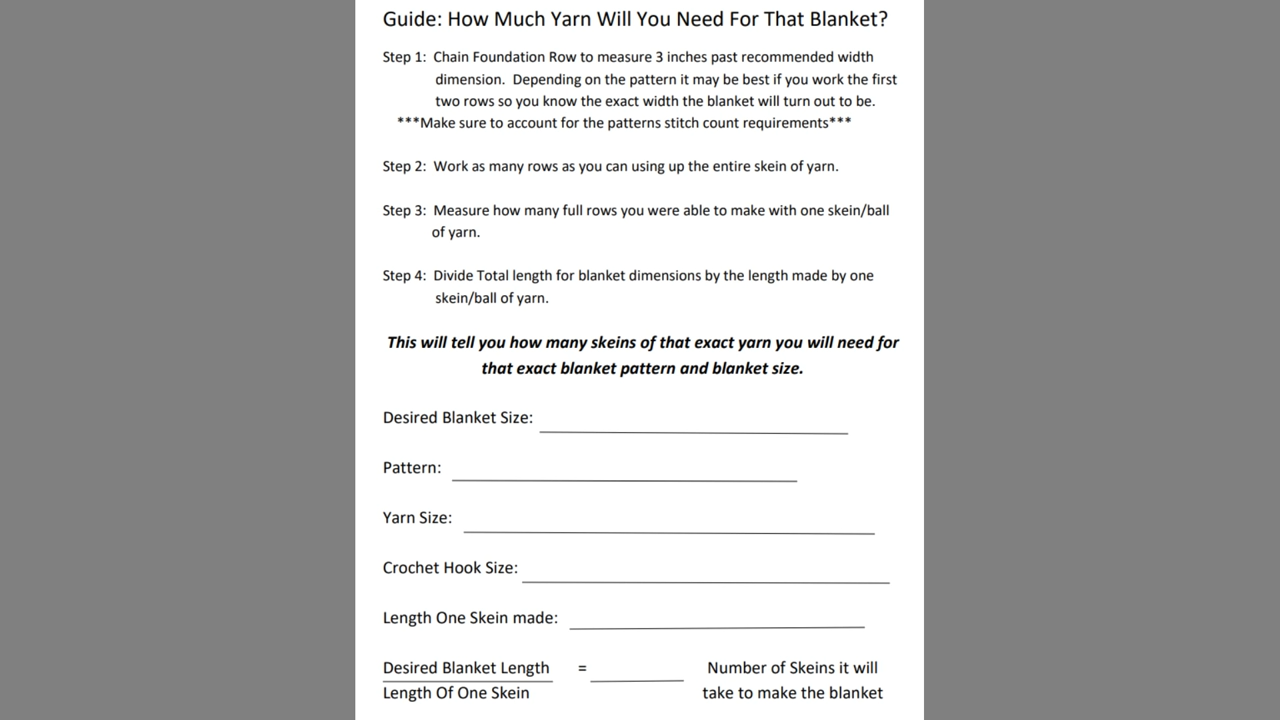 Guide: How Much Yarn Will You Need For That Blanket?
Step 1: Chain Foundation Row to measure 3 inches past recommended width
dimension. Depending on the pattern it may be best if you work the first
two rows so you know the exact width the blanket will turn out to be.
***Make sure to account for the patterns stitch count requirements***
Step 2: Work as many rows as you can using up the entire skein of yarn.
Step 3: Measure how many full rows you were able to make with one skein/ball
of yarn.
Step 4: Divide Total length for blanket dimensions by the length made by one
skein/ball of yarn.
This will tell you how many skeins of that exact yarn you will need for
that exact blanket pattern and blanket size.
Desired Blanket Size:
Pattern:
Yarn Size:
Crochet Hook Size:
Length One Skein made:
Desired Blanket Length = Number of Skeins it will
Length Of One Skein take to make the blanket